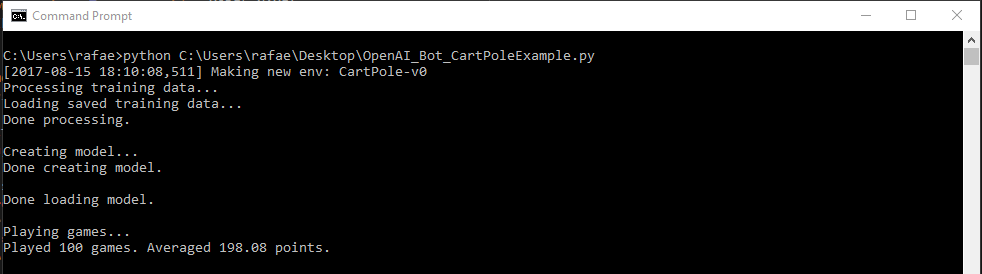 Command Prompt
C:\Users\rafae>python C:\Users\rafae\Desktop\OpenAI_Bot_CartPoleExample.py
[2017-08-15 18:10:08,511] Making new env: CartPole-v0
Processing training data...
Loading saved training data...
Done processing.
Creating model...
Done creating model.
Done loading model.
Playing games...
Played 100 games. Averaged 198.08 points.